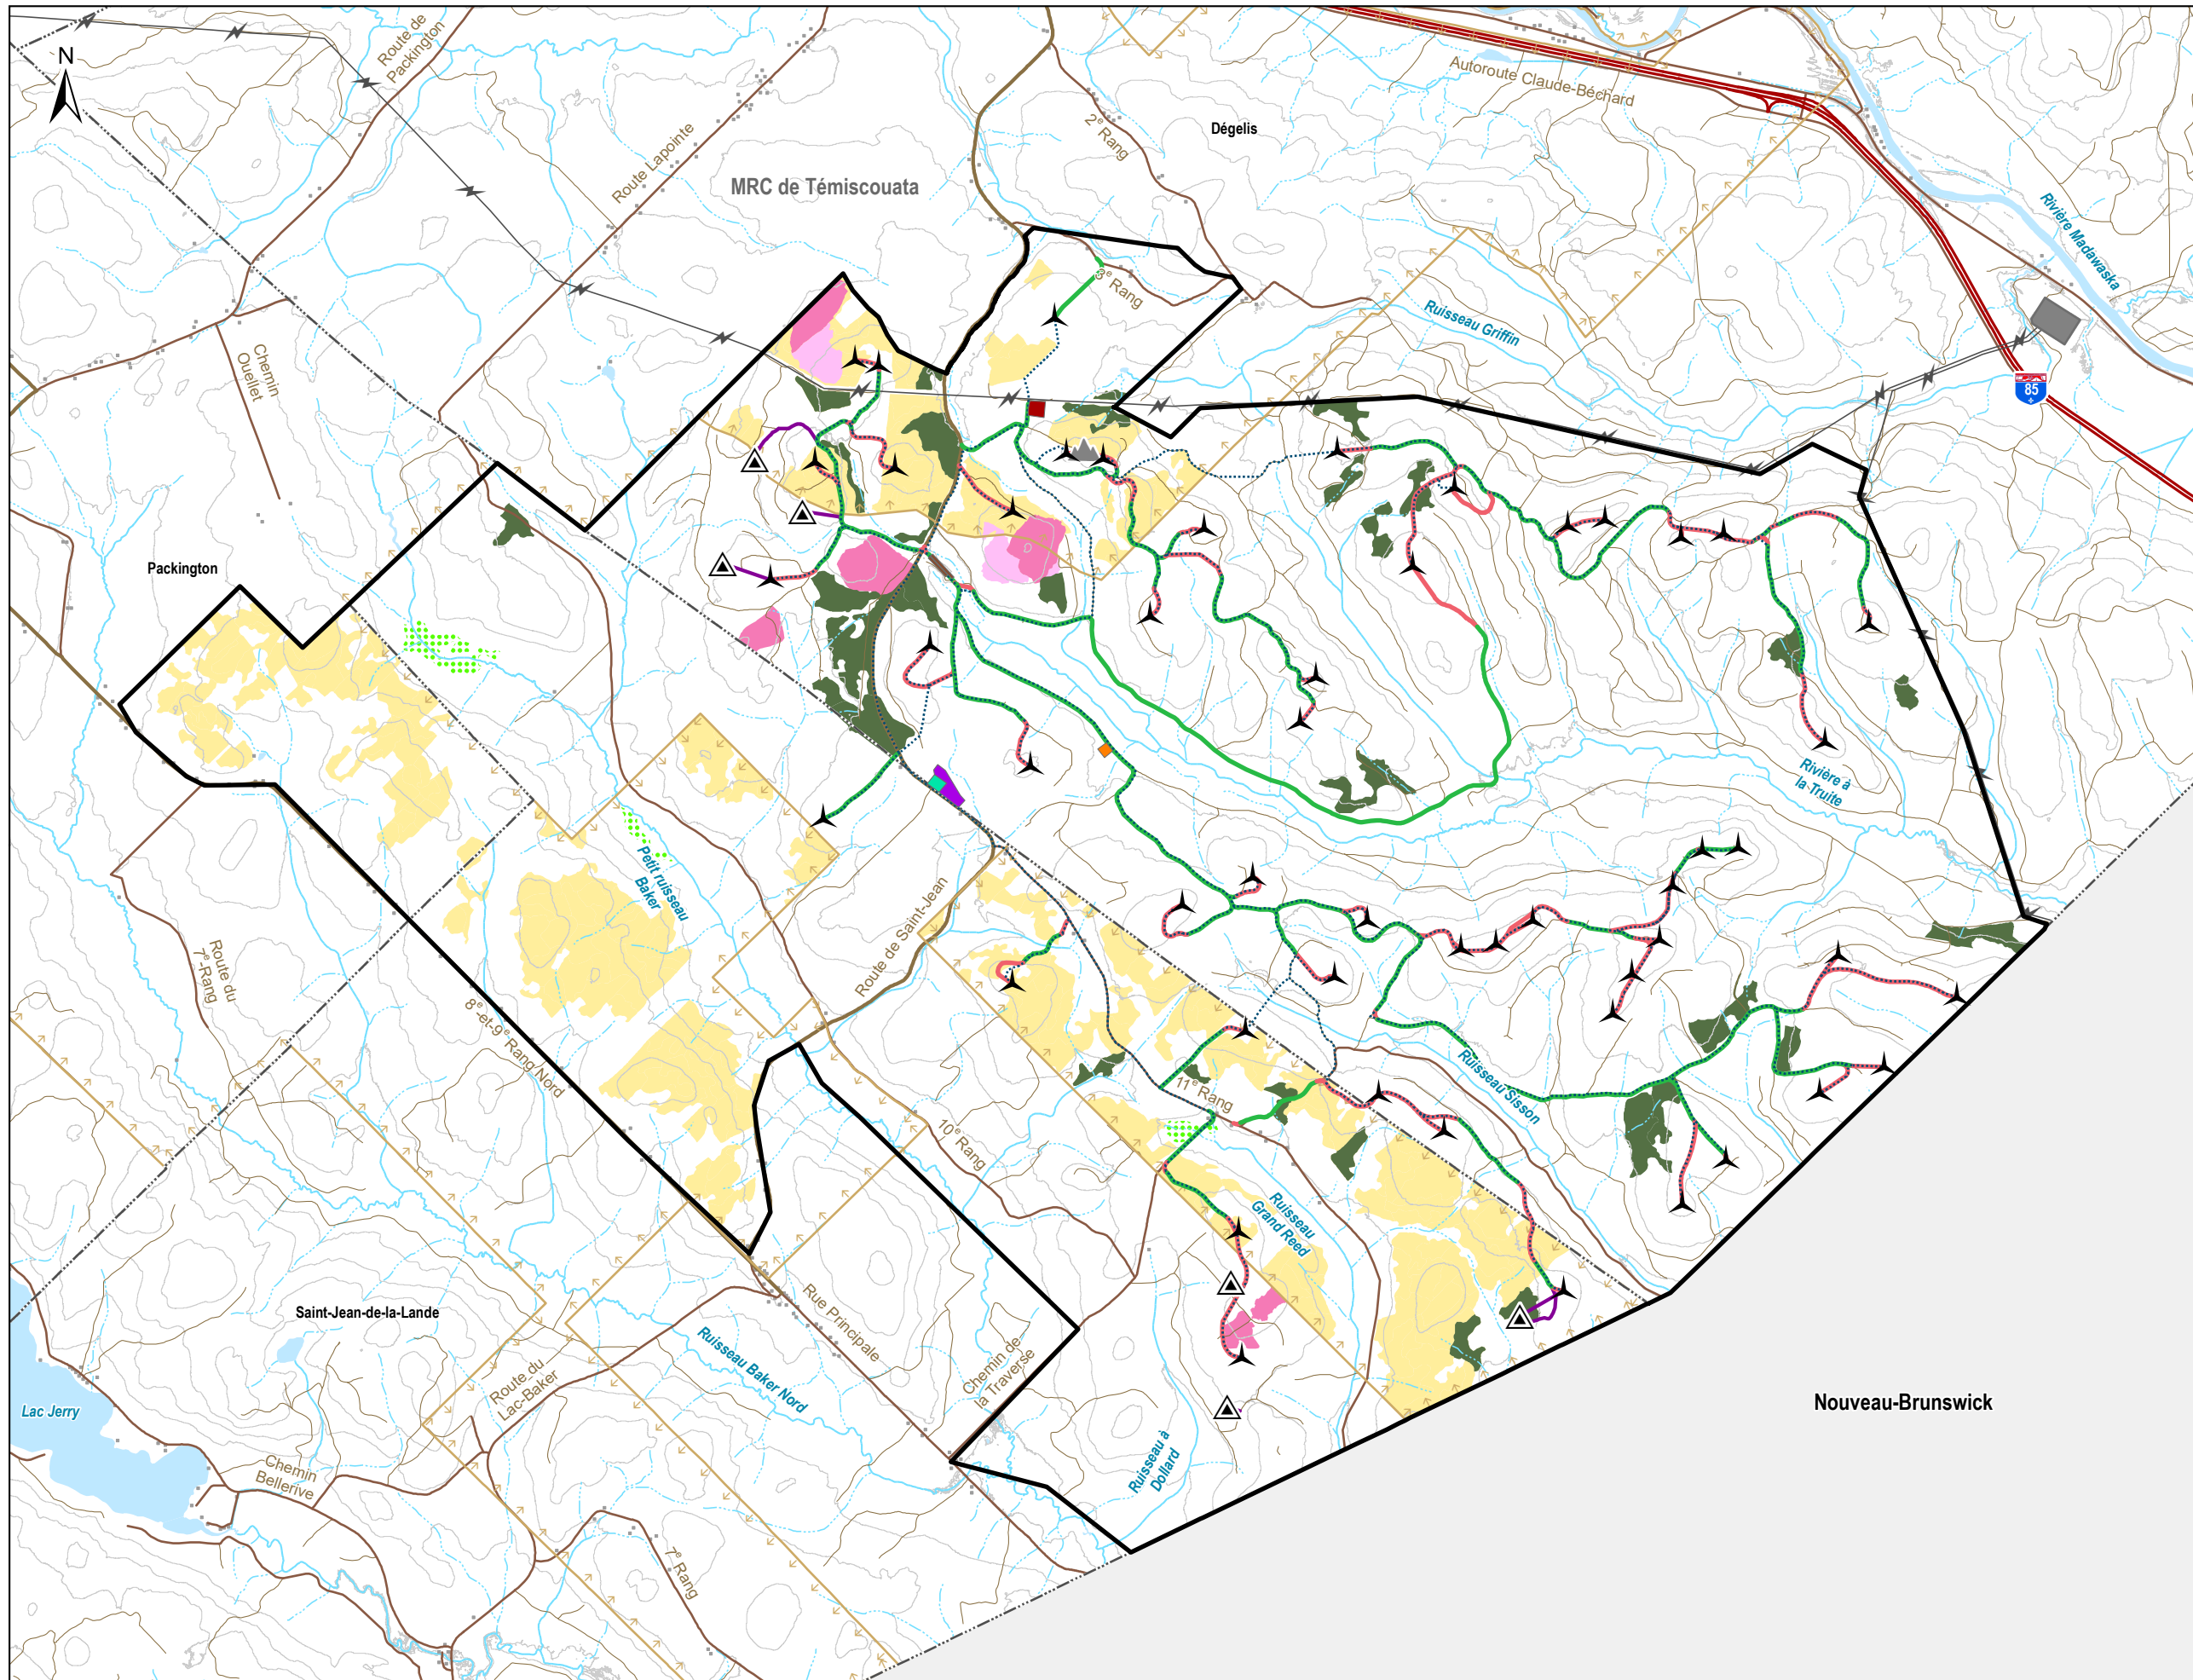 N
Route de
Packington
Route Lapointe
MRC de Témiscouata
2e Rang
Dégelis
Autoroute Claude-Béchard
Rivière Madawaska
85
3e Rang
Ruisseau Griffin
Chemin
Ouellet
Packington
Rivière à
la Truite
Petit ruisseau
Baker
Route de Saint-Jean
Route du
7e-Rang
8e-et-9e Rang Nord
10e Rang
11e Rang
Ruisseau Sisson
Ruisseau
Grand Reed
Saint-Jean-de-la-Lande
Rue Principale
Route du
Lac-Baker
Ruisseau Baker Nord
Chemin de
la Traverse
Lac Jerry
Chemin
Bellerive
Ruisseau à
Dollard
7e Rang
Nouveau-Brunswick